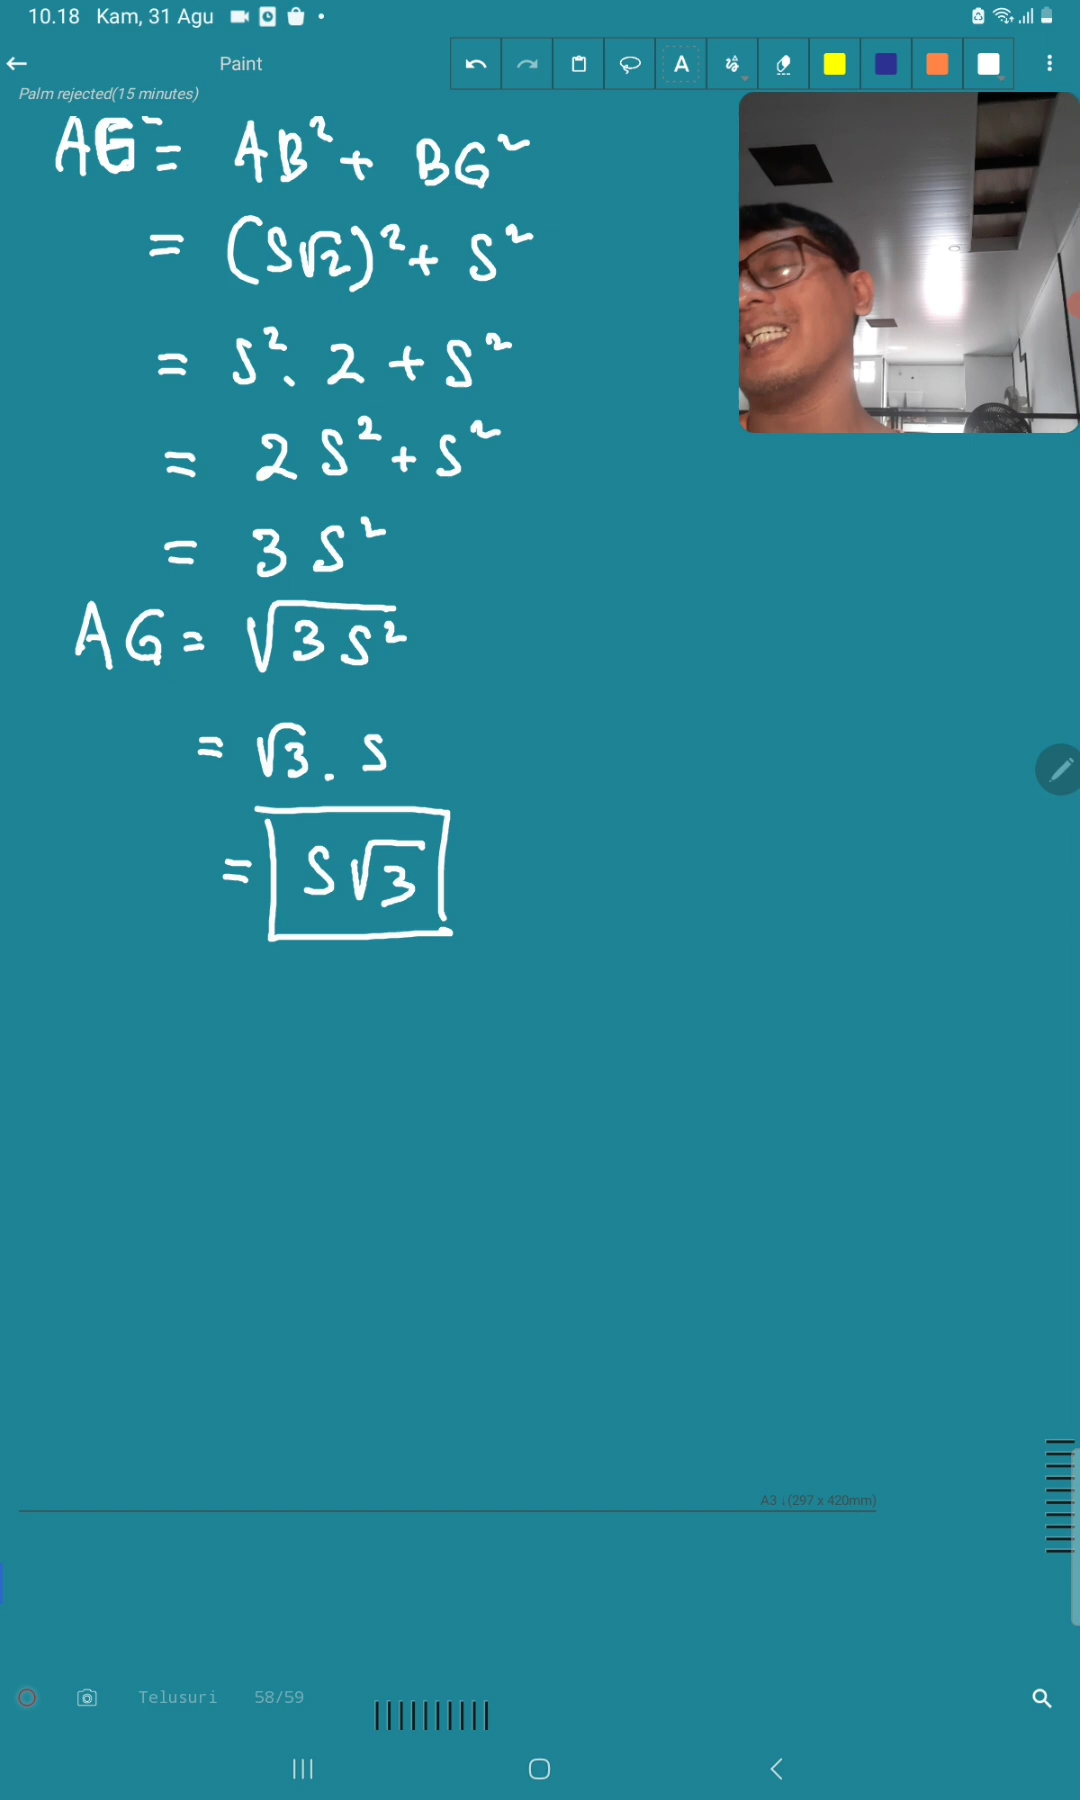 10.18 Kam, 31 Agu
Paint
A
Palm rejected(15 minutes)
AG² = AB² + BG²
= (S√2)² + S²
= S² . 2 + S²
= 2 S² + S²
= 3 S²
AG = √3 S²
= √3 . S
= S√3
A3 ↓(297 x 420mm)
Telusuri 58/59